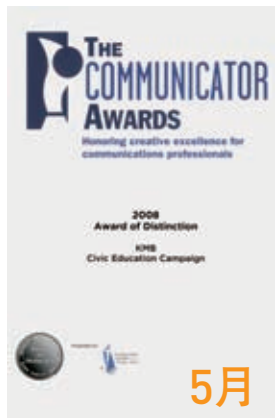 THE
COMMUNICATOR
AWARDS
Honoring creative excellence for
communications professionals
2008
Award of Distinction
KMB
Civic Education Campaign
5月